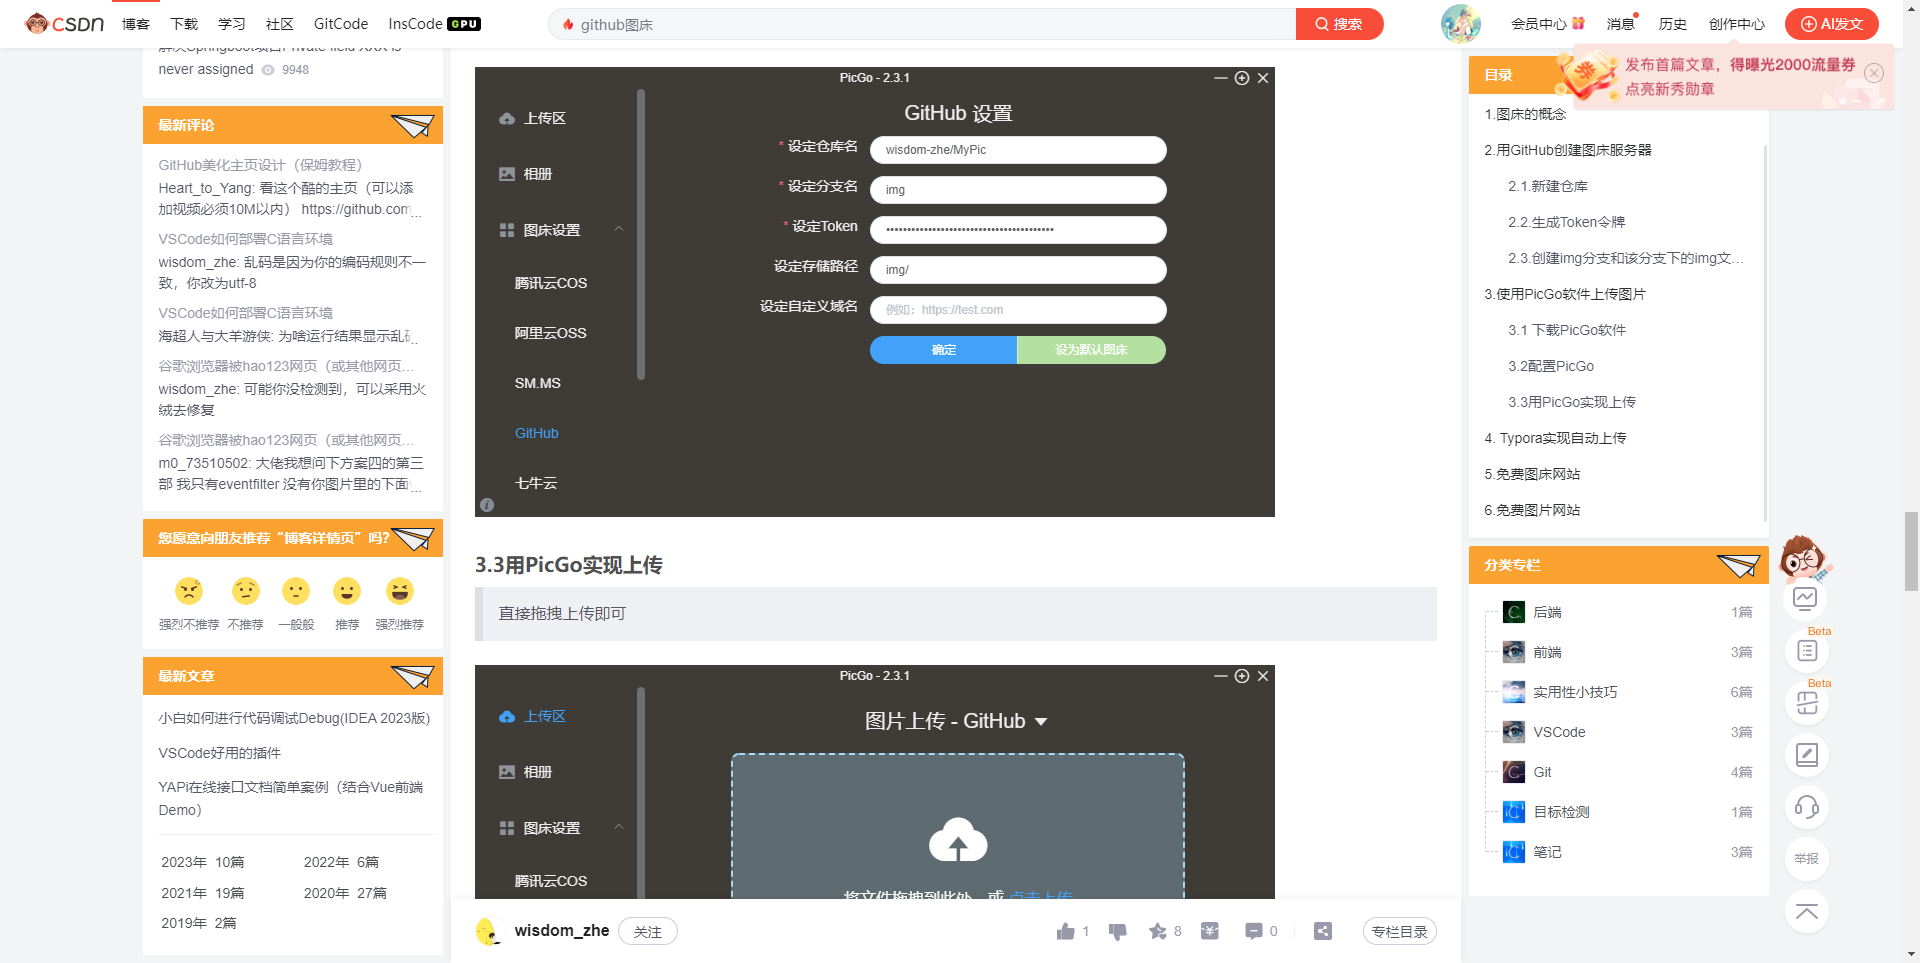 CSDN
博客
下载
学习
社区
GitCode
InsCode GPU
github图床
搜索
会员中心
消息
历史
创作中心
AI发文
发布首篇文章，得曝光2000流量券
点亮新秀勋章
never assigned 9948
最新评论
GitHub美化主页设计（保姆教程）
Heart_to_Yang: 看这个酷的主页（可以添
加视频必须10M以内） https://github.com...
VSCode如何部署C语言环境
wisdom_zhe: 乱码是因为你的编码规则不一
致，你改为utf-8
VSCode如何部署C语言环境
海超人与大羊游侠: 为啥运行结果显示乱码...
谷歌浏览器被hao123网页（或其他网页...
wisdom_zhe: 可能你没检测到，可以采用火
绒去修复
谷歌浏览器被hao123网页（或其他网页...
m0_73510502: 大佬我想问下方案四的第三
部 我只有eventfilter 没有你图片里的下面...
您愿意向朋友推荐“博客详情页”吗？
强烈不推荐
不推荐
一般般
推荐
强烈推荐
最新文章
小白如何进行代码调试Debug(IDEA 2023版)
VSCode好用的插件
YAPi在线接口文档简单案例（结合Vue前端
Demo）
2023年 10篇
2022年 6篇
2021年 19篇
2020年 27篇
2019年 2篇
PicGo - 2.3.1
上传区
相册
图床设置
腾讯云COS
阿里云OSS
SM.MS
GitHub
七牛云
GitHub 设置
* 设定仓库名
wisdom-zhe/MyPic
* 设定分支名
img
* 设定Token
设定存储路径
img/
设定自定义域名
例如：https://test.com
确定
设为默认图床
3.3用PicGo实现上传
直接拖拽上传即可
PicGo - 2.3.1
上传区
相册
图床设置
腾讯云COS
图片上传 - GitHub
将文件拖拽到此处，或 点击上传
wisdom_zhe
关注
1
8
0
专栏目录
目录
1.图床的概念
2.用GitHub创建图床服务器
2.1.新建仓库
2.2.生成Token令牌
2.3.创建img分支和该分支下的img文...
3.使用PicGo软件上传图片
3.1 下载PicGo软件
3.2配置PicGo
3.3用PicGo实现上传
4. Typora实现自动上传
5.免费图床网站
6.免费图片网站
分类专栏
后端 1篇
前端 3篇
实用性小技巧 6篇
VSCode 3篇
Git 4篇
目标检测 1篇
笔记 3篇
Beta
Beta
举报